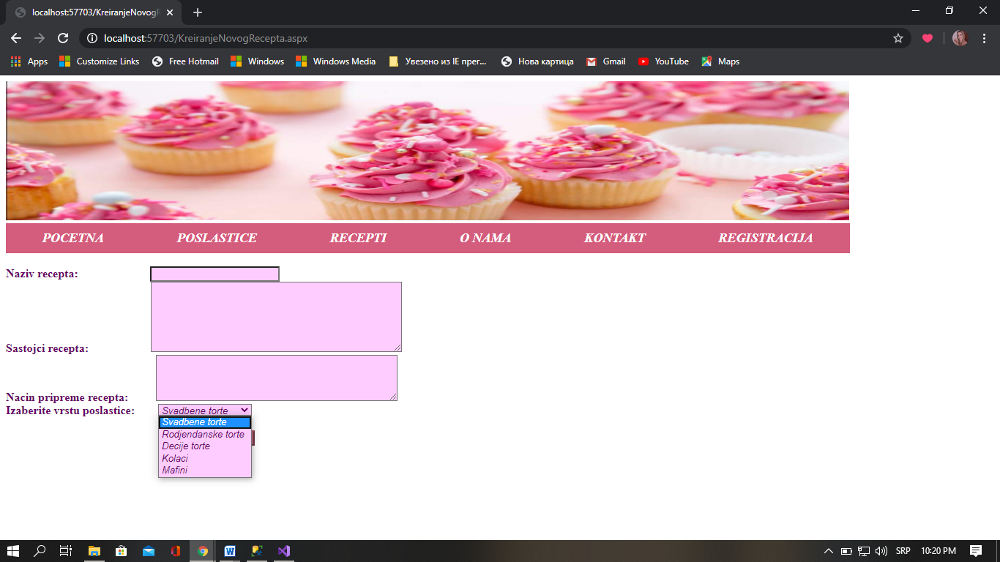 localhost:57703/KreiranjeNovogR
localhost:57703/KreiranjeNovogRecepta.aspx
Apps Customize Links Free Hotmail Windows Windows Media Увезено из IE прег... Нова картица Gmail YouTube Maps
POCETNA POSLASTICE RECEPTI O NAMA KONTAKT REGISTRACIJA
Naziv recepta:
Sastojci recepta:
Nacin pripreme recepta:
Izaberite vrstu poslastice: Svadbene torte
Svadbene torte
Rodjendanske torte
Decije torte
Kolaci
Mafini
SRP 10:20 PM